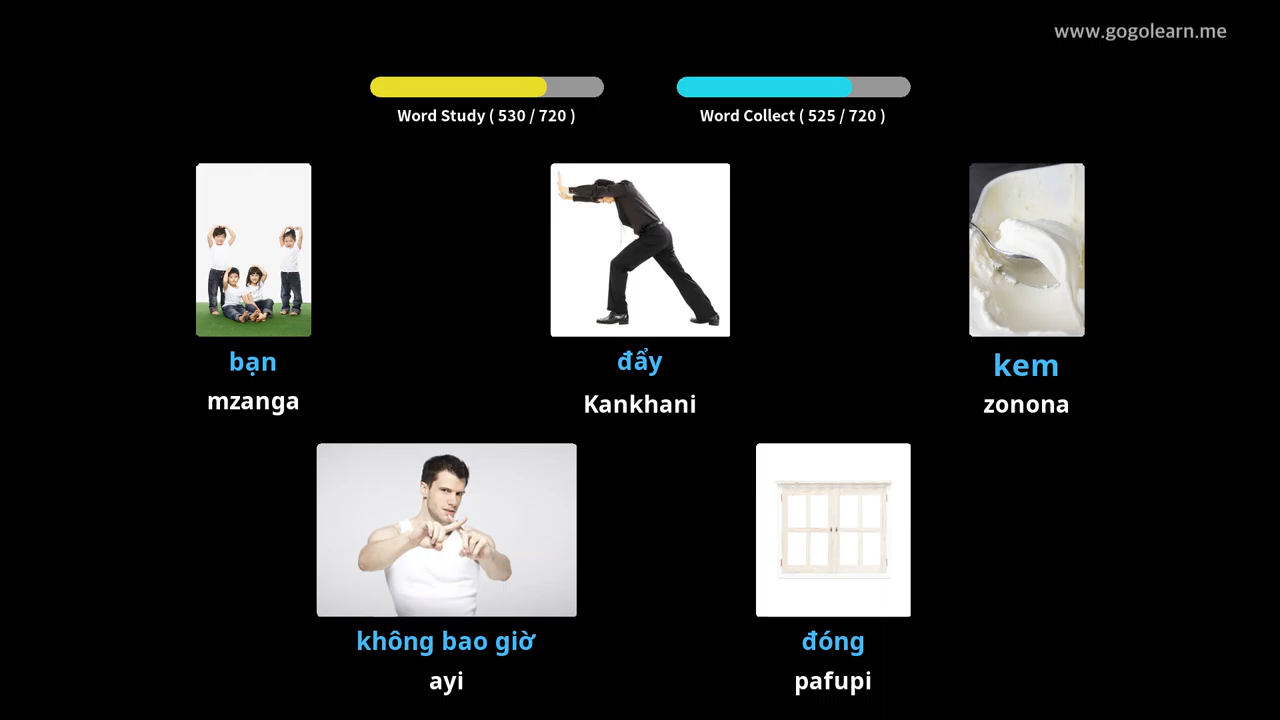 www.gogolearn.me
Word Study ( 530 / 720 )
Word Collect ( 525 / 720 )
bạn
mzanga
đẩy
Kankhani
kem
zonona
không bao giờ
ayi
đóng
pafupi